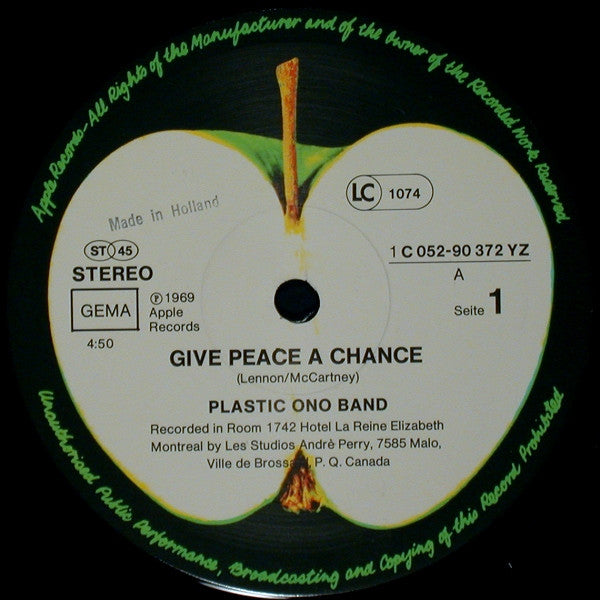 Apple Records-All Rights of the Manufacturer and of the Owner of the Recorded Work Reserved
Made in Holland
LC 1074
ST 45
STEREO
1 C 052-90 372 YZ
A
Seite 1
GEMA
℗ 1969
Apple
Records
4:50
GIVE PEACE A CHANCE
(Lennon/McCartney)
PLASTIC ONO BAND
Recorded in Room 1742 Hotel La Reine Elizabeth
Montreal by Les Studios Andrè Perry, 7585 Malo,
Ville de Brossard, P. Q. Canada
Unauthorised Public Performance, Broadcasting and Copying of this Record Prohibited